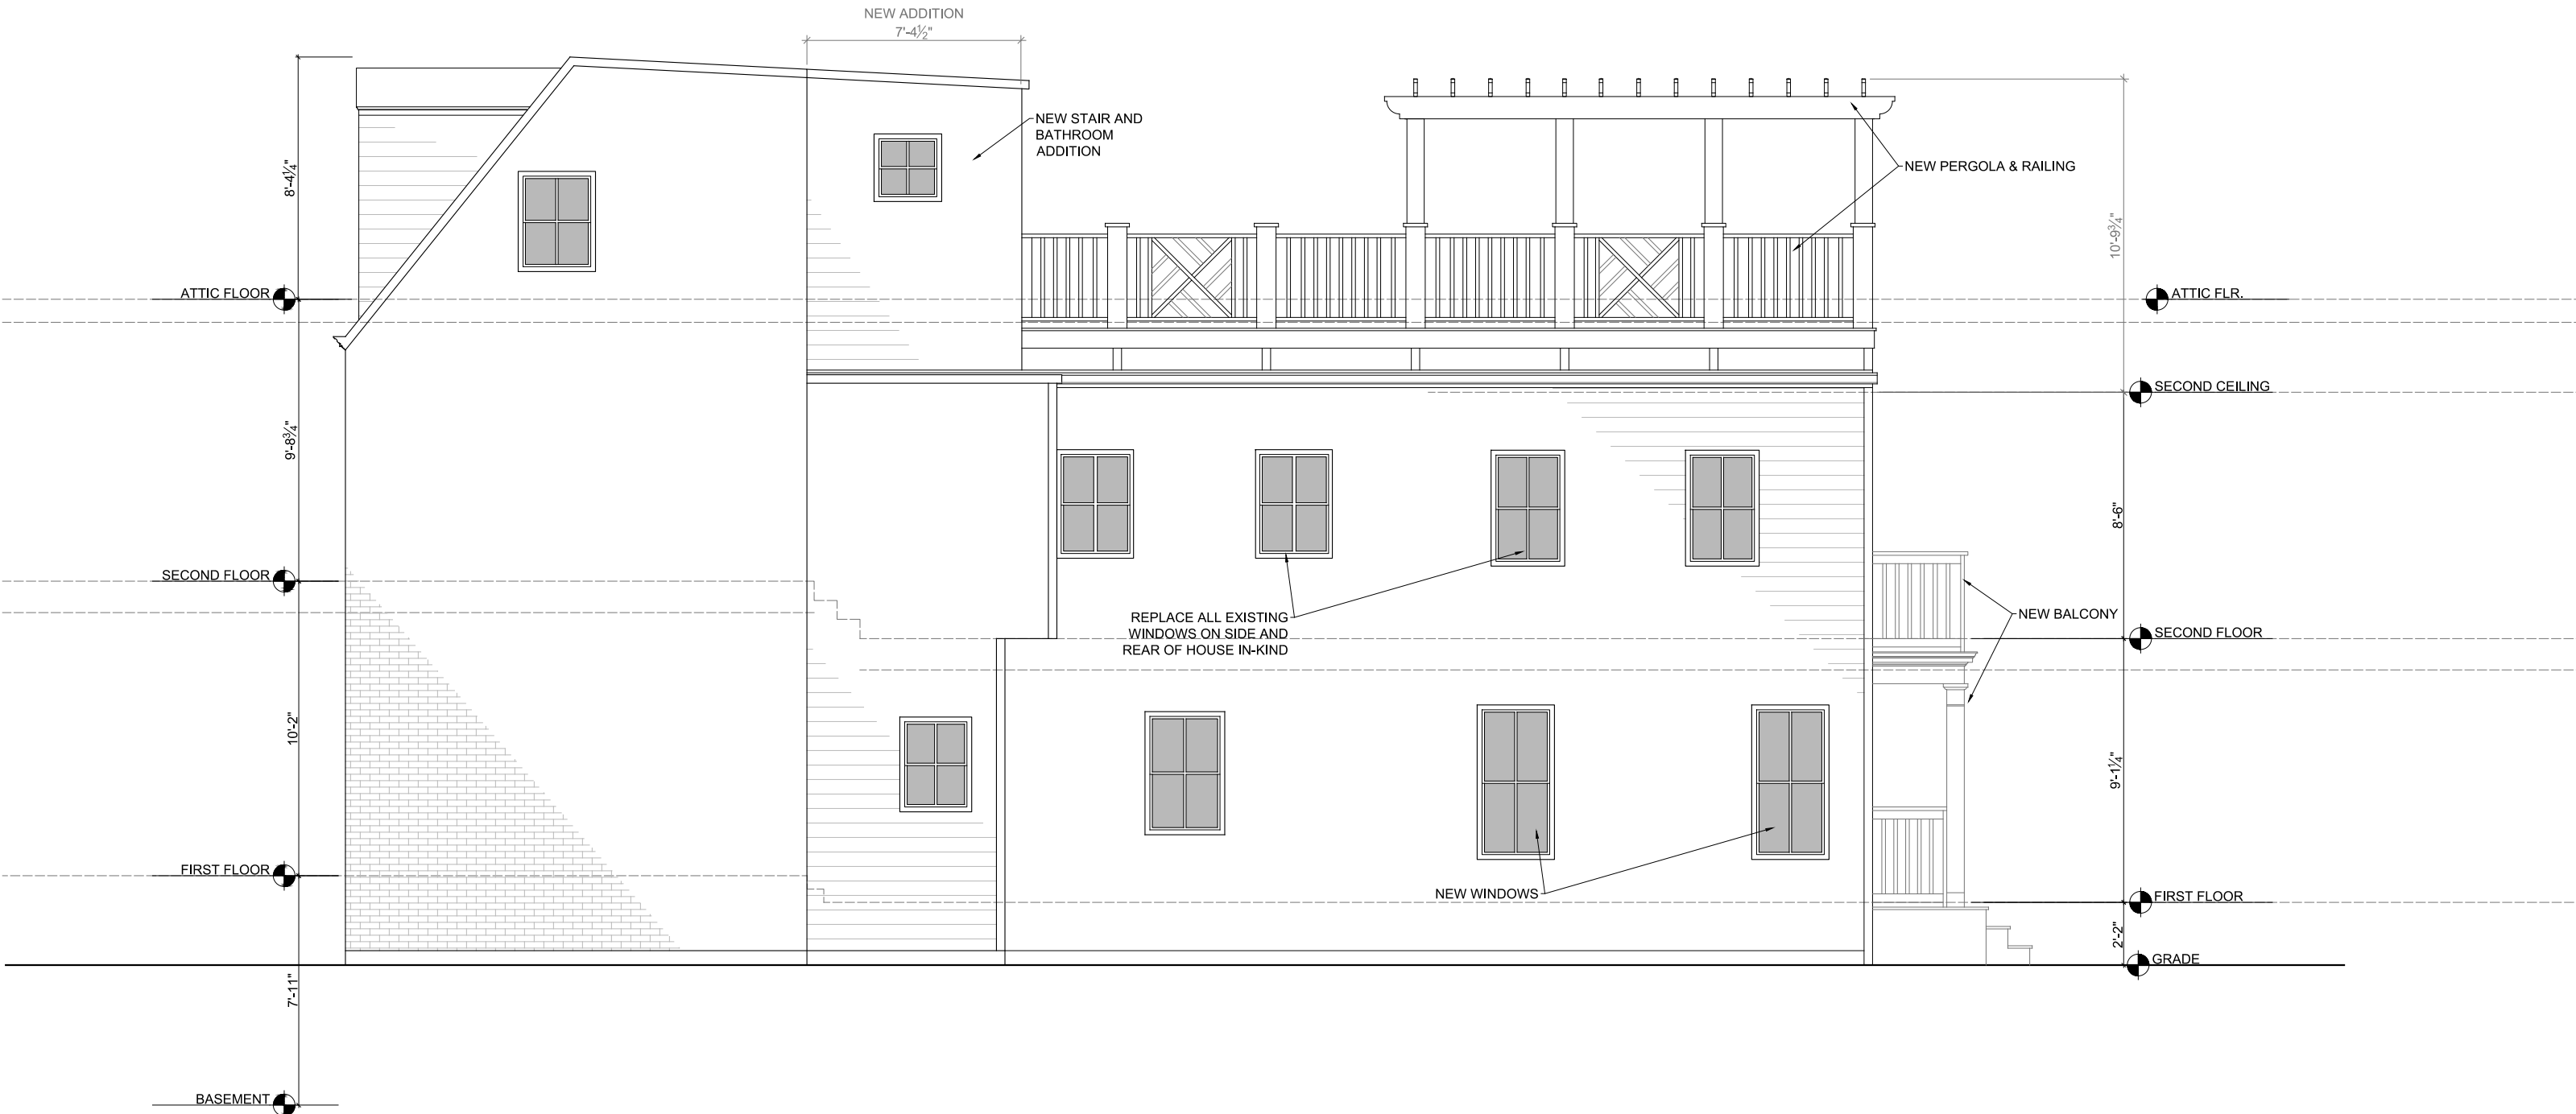 NEW ADDITION
7'-4½"
NEW STAIR AND
BATHROOM
ADDITION
NEW PERGOLA & RAILING
8'-4¼"
10'-9¾"
ATTIC FLOOR
ATTIC FLR.
SECOND CEILING
9'-8¾"
8'-6"
SECOND FLOOR
REPLACE ALL EXISTING
WINDOWS ON SIDE AND
REAR OF HOUSE IN-KIND
NEW BALCONY
SECOND FLOOR
10'-2"
9'-1¼"
FIRST FLOOR
NEW WINDOWS
FIRST FLOOR
2'-2"
GRADE
7'-11"
BASEMENT